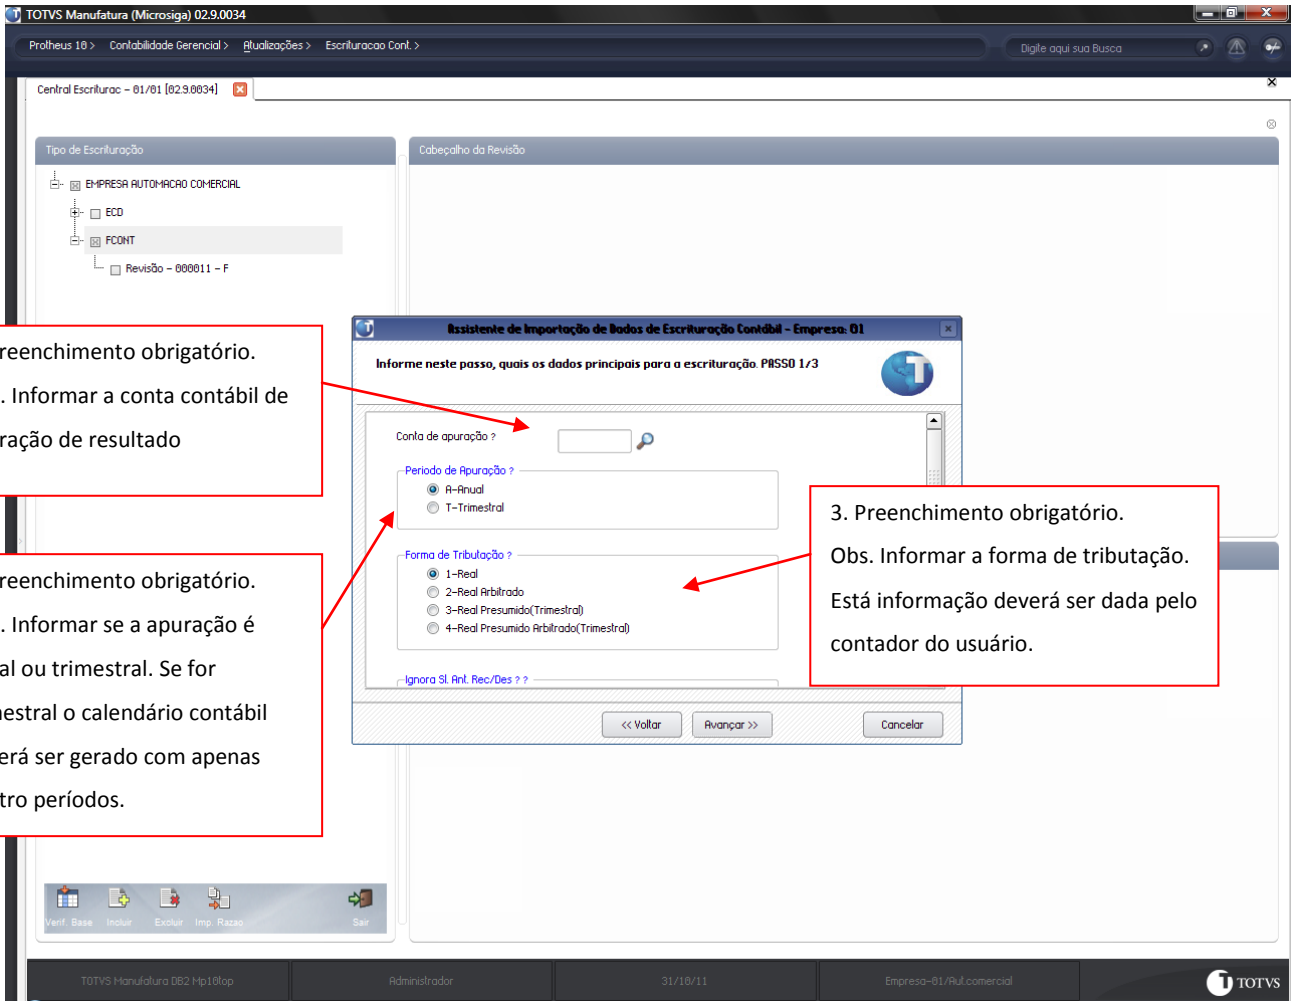 TOTVS Manufatura (Microsiga) 02.9.0034
Protheus 10 > Contabilidade Gerencial > Atualizações > Escrituracao Cont. >
Digite aqui sua Busca
Central Escriturac - 01/01 [02.9.0034]
Tipo de Escrituração
Cabeçalho da Revisão
EMPRESA AUTOMACAO COMERCIAL
ECD
FCONT
Revisão - 000011 - F
reenchimento obrigatório.
. Informar a conta contábil de
ração de resultado
Assistente de Importação de Dados de Escrituração Contábil - Empresa: 01
Informe neste passo, quais os dados principais para a escrituração. PASSO 1/3
Conta de apuração ?
Periodo de Apuração ?
A-Anual
T-Trimestral
Forma de Tributação ?
1-Real
2-Real Arbitrado
3-Real Presumido(Trimestral)
4-Real Presumido Arbitrado(Trimestral)
Ignora Sl. Ant. Rec/Des ? ?
<< Voltar
Avançar >>
Cancelar
3. Preenchimento obrigatório.
Obs. Informar a forma de tributação.
Está informação deverá ser dada pelo
contador do usuário.
reenchimento obrigatório.
. Informar se a apuração é
al ou trimestral. Se for
nestral o calendário contábil
erá ser gerado com apenas
tro períodos.
Verif. Base
Incluir
Excluir
Imp. Razao
Sair
TOTVS Manufatura DB2 Mp10top
Administrador
31/10/11
Empresa-01/Aut.comercial
TOTVS